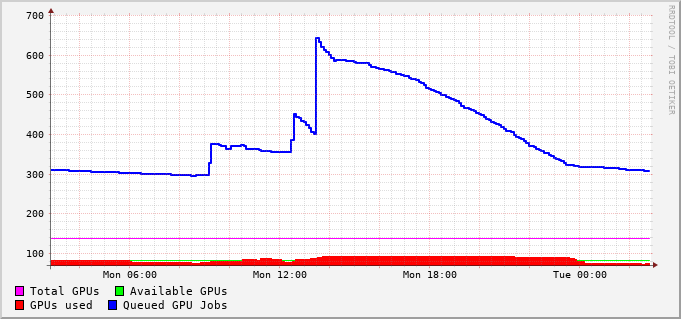 700
600
500
400
300
200
100
Mon 06:00 Mon 12:00 Mon 18:00 Tue 00:00
Total GPUs Available GPUs
GPUs used Queued GPU Jobs
RRDTOOL / TOBI OETIKER